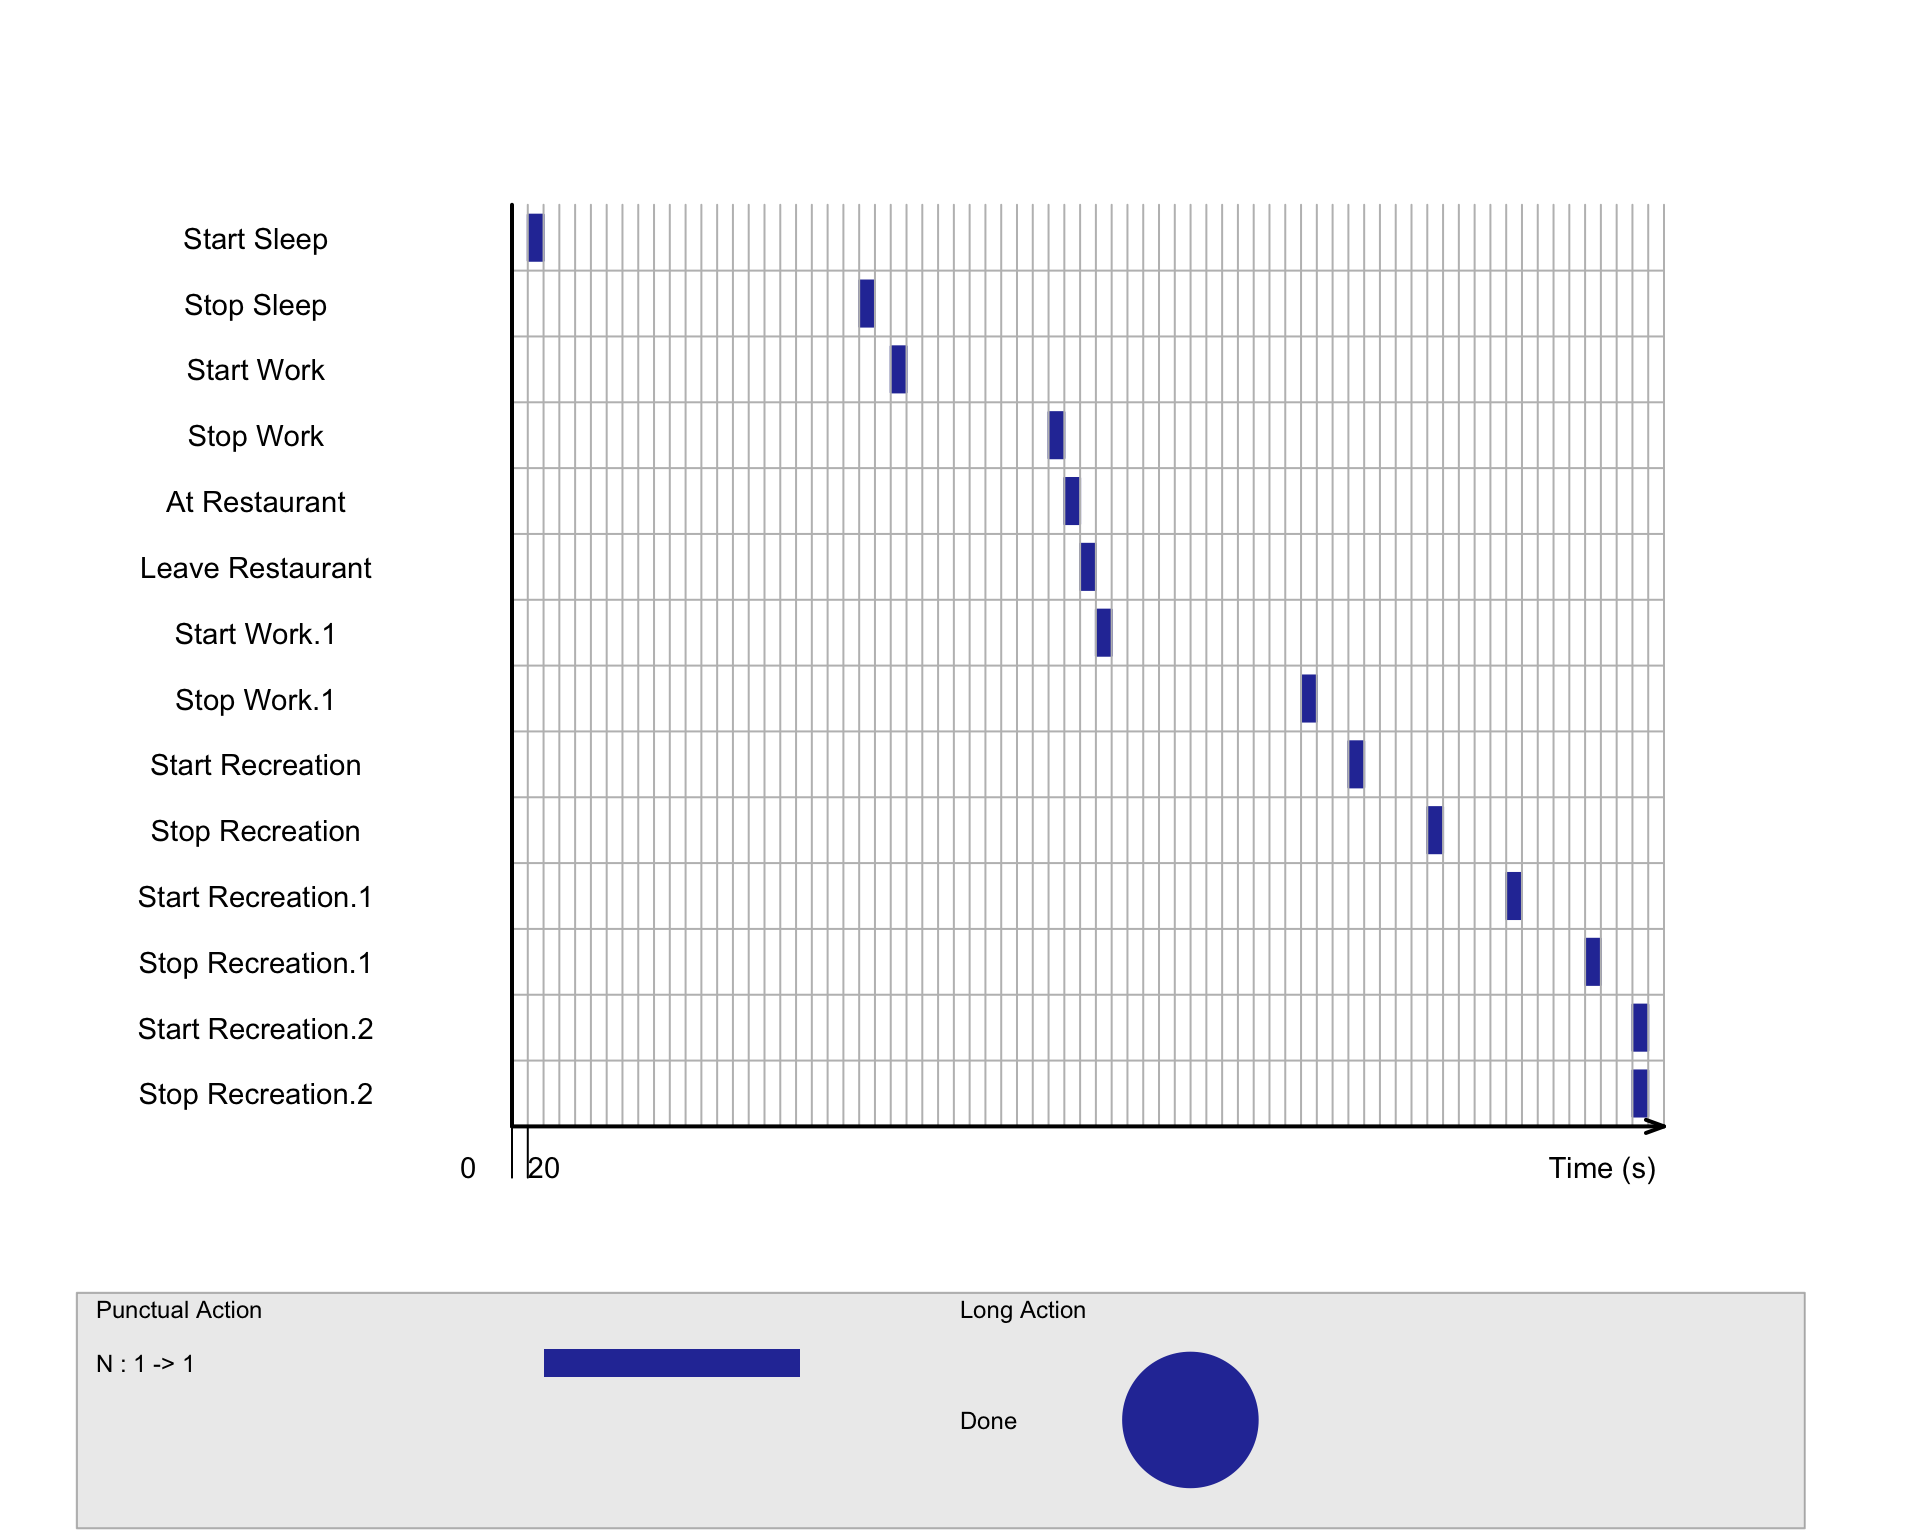 Start Sleep
Stop Sleep
Start Work
Stop Work
At Restaurant
Leave Restaurant
Start Work.1
Stop Work.1
Start Recreation
Stop Recreation
Start Recreation.1
Stop Recreation.1
Start Recreation.2
Stop Recreation.2
0 20 Time (s)
Punctual Action Long Action
N : 1 -> 1
Done